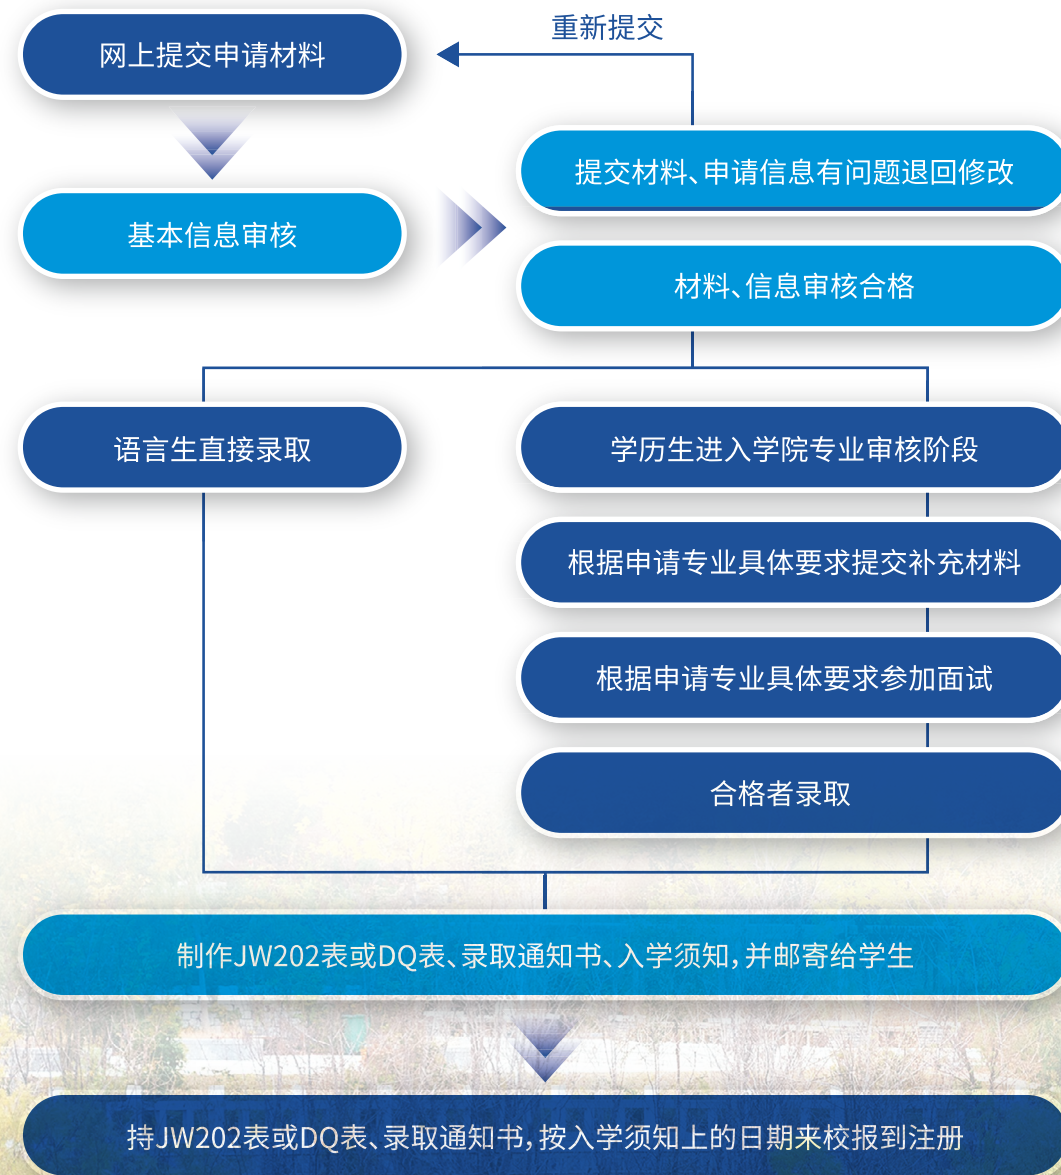 重新提交
网上提交申请材料
提交材料、申请信息有问题退回修改
基本信息审核
材料、信息审核合格
语言生直接录取
学历生进入学院专业审核阶段
根据申请专业具体要求提交补充材料
根据申请专业具体要求参加面试
合格者录取
制作JW202表或DQ表、录取通知书、入学须知,并邮寄给学生
持JW202表或DQ表、录取通知书,按入学须知上的日期来校报到注册